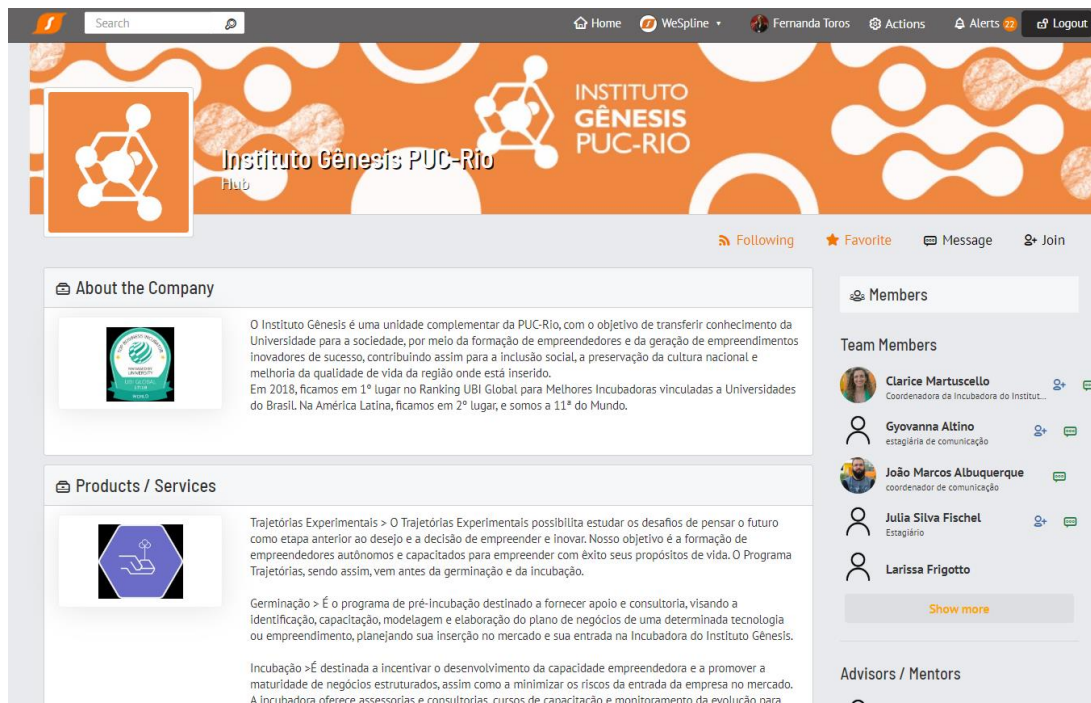 Search
Home
WeSpline
Fernanda Toros
Actions
Alerts 22
Logout
INSTITUTO
GÊNESIS
PUC-RIO
Instituto Gênesis PUC-Rio
Hub
Following
Favorite
Message
Join
About the Company
O Instituto Gênesis é uma unidade complementar da PUC-Rio, com o objetivo de transferir conhecimento da
Universidade para a sociedade, por meio da formação de empreendedores e da geração de empreendimentos
inovadores de sucesso, contribuindo assim para a inclusão social, a preservação da cultura nacional e
melhoria da qualidade de vida da região onde está inserido.
Em 2018, ficamos em 1º lugar no Ranking UBI Global para Melhores Incubadoras vinculadas a Universidades
do Brasil. Na América Latina, ficamos em 2º lugar, e somos a 11ª do Mundo.
Products / Services
Trajetórias Experimentais > O Trajetórias Experimentais possibilita estudar os desafios de pensar o futuro
como etapa anterior ao desejo e a decisão de empreender e inovar. Nosso objetivo é a formação de
empreendedores autônomos e capacitados para empreender com êxito seus propósitos de vida. O Programa
Trajetórias, sendo assim, vem antes da germinação e da incubação.
Germinação > É o programa de pré-incubação destinado a fornecer apoio e consultoria, visando a
identificação, capacitação, modelagem e elaboração do plano de negócios de uma determinada tecnologia
ou empreendimento, planejando sua inserção no mercado e sua entrada na Incubadora do Instituto Gênesis.
Incubação >É destinada a incentivar o desenvolvimento da capacidade empreendedora e a promover a
maturidade de negócios estruturados, assim como a minimizar os riscos da entrada da empresa no mercado.
A incubadora oferece assessorias e consultorias, cursos de capacitação e monitoramento da evolução para
Members
Team Members
Clarice Martuscello
Coordenadora da Incubadora do Institut...
Gyovanna Altino
estagiária de comunicação
João Marcos Albuquerque
coordenador de comunicação
Julia Silva Fischel
Estagiário
Larissa Frigotto
Show more
Advisors / Mentors